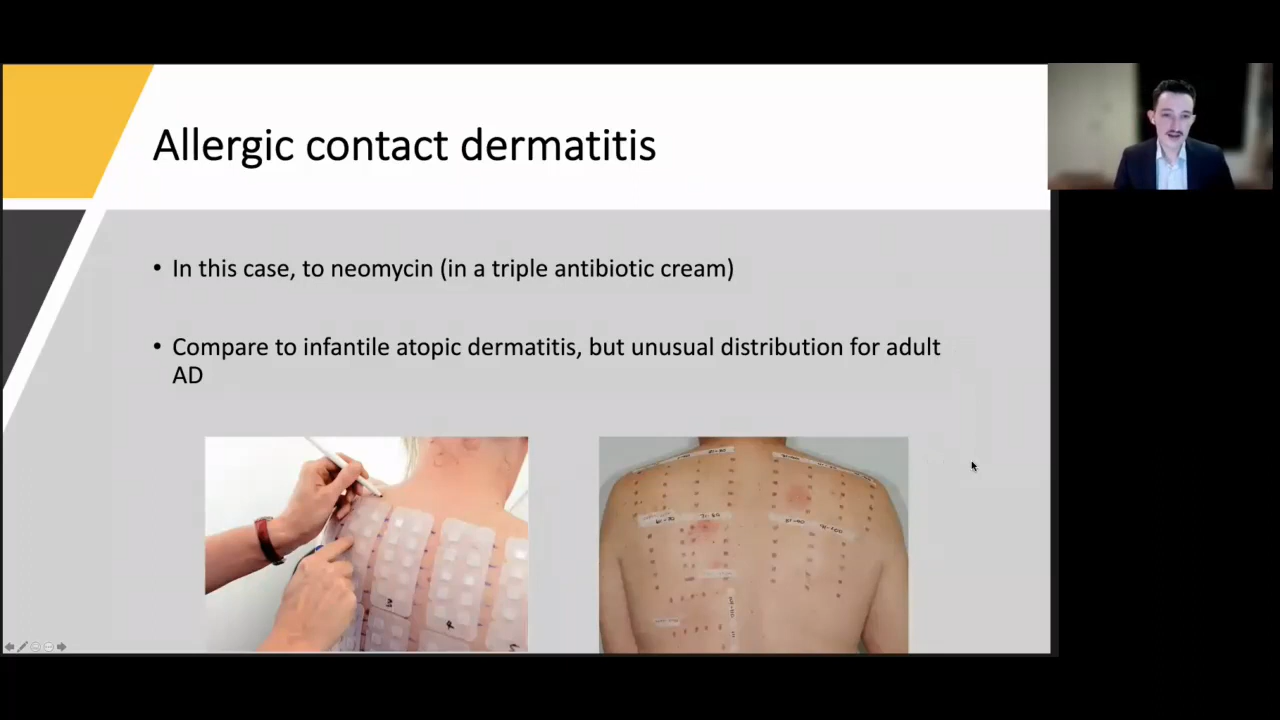 Allergic contact dermatitis
• In this case, to neomycin (in a triple antibiotic cream)
• Compare to infantile atopic dermatitis, but unusual distribution for adult
AD